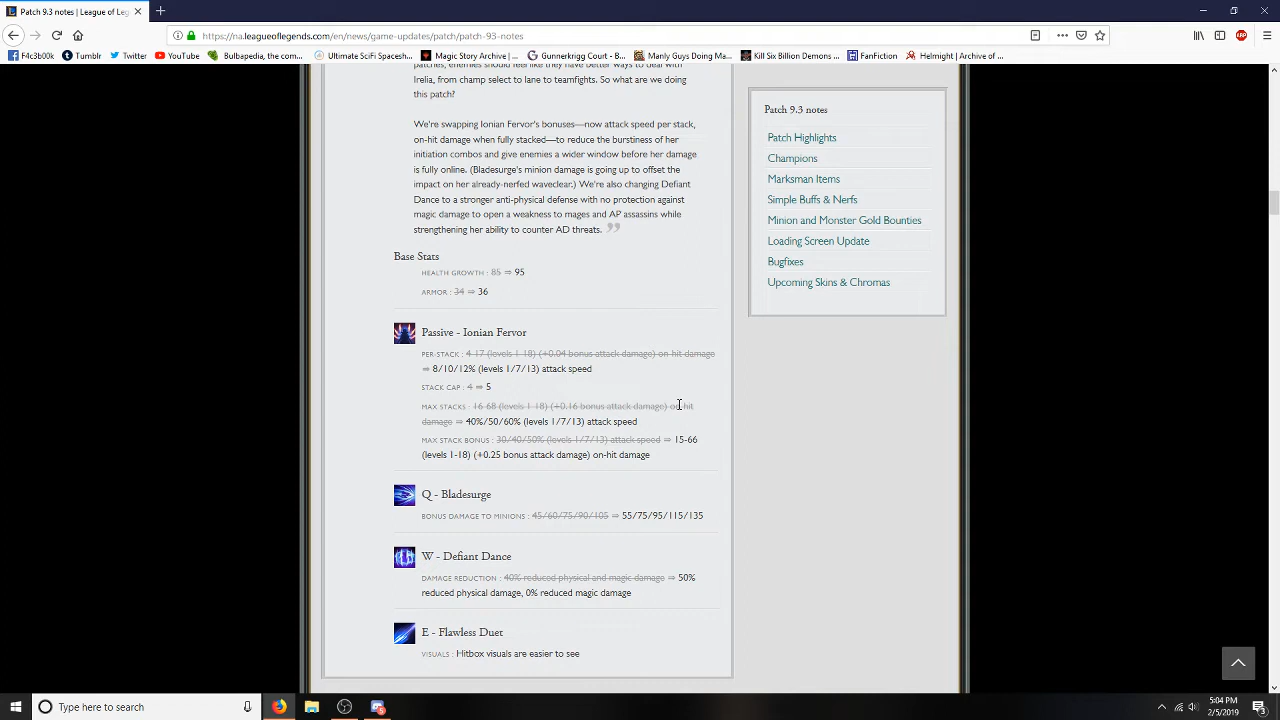 Patch 9.3 notes | League of Leg
https://na.leagueoflegends.com/en/news/game-updates/patch/patch-93-notes
F4c3b00k Tumblr Twitter YouTube Bulbapedia, the com... Ultimate SciFi Spacesh... Magic Story Archive |... Gunnerkrigg Court - B... Manly Guys Doing Ma... Kill Six Billion Demons... FanFiction Helmight | Archive of ...
patches, enemies should feel like they have better ways to deal with
Irelia, from champ select to lane to teamfights. So what are we doing
this patch?
We're swapping Ionian Fervor's bonuses—now attack speed per stack,
on-hit damage when fully stacked—to reduce the burstiness of her
initiation combos and give enemies a wider window before her damage
is fully online. (Bladesurge's minion damage is going up to offset the
impact on her already-nerfed waveclear.) We're also changing Defiant
Dance to a stronger anti-physical defense with no protection against
magic damage to open a weakness to mages and AP assassins while
strengthening her ability to counter AD threats.
Base Stats
HEALTH GROWTH : 85 ⇒ 95
ARMOR : 34 ⇒ 36
Passive - Ionian Fervor
PER-STACK : 4-17 (levels 1-18) (+0.04 bonus attack damage) on-hit damage
⇒ 8/10/12% (levels 1/7/13) attack speed
STACK CAP : 4 ⇒ 5
MAX STACKS : 16-68 (levels 1-18) (+0.16 bonus attack damage) on-hit
damage ⇒ 40%/50/60% (levels 1/7/13) attack speed
MAX STACK BONUS : 30/40/50% (levels 1/7/13) attack speed ⇒ 15-66
(levels 1-18) (+0.25 bonus attack damage) on-hit damage
Q - Bladesurge
BONUS DAMAGE TO MINIONS : 45/60/75/90/105 ⇒ 55/75/95/115/135
W - Defiant Dance
DAMAGE REDUCTION : 40% reduced physical and magic damage ⇒ 50%
reduced physical damage, 0% reduced magic damage
E - Flawless Duet
VISUALS : Hitbox visuals are easier to see
Patch 9.3 notes
Patch Highlights
Champions
Marksman Items
Simple Buffs & Nerfs
Minion and Monster Gold Bounties
Loading Screen Update
Bugfixes
Upcoming Skins & Chromas
Type here to search
5:04 PM
2/5/2019
3